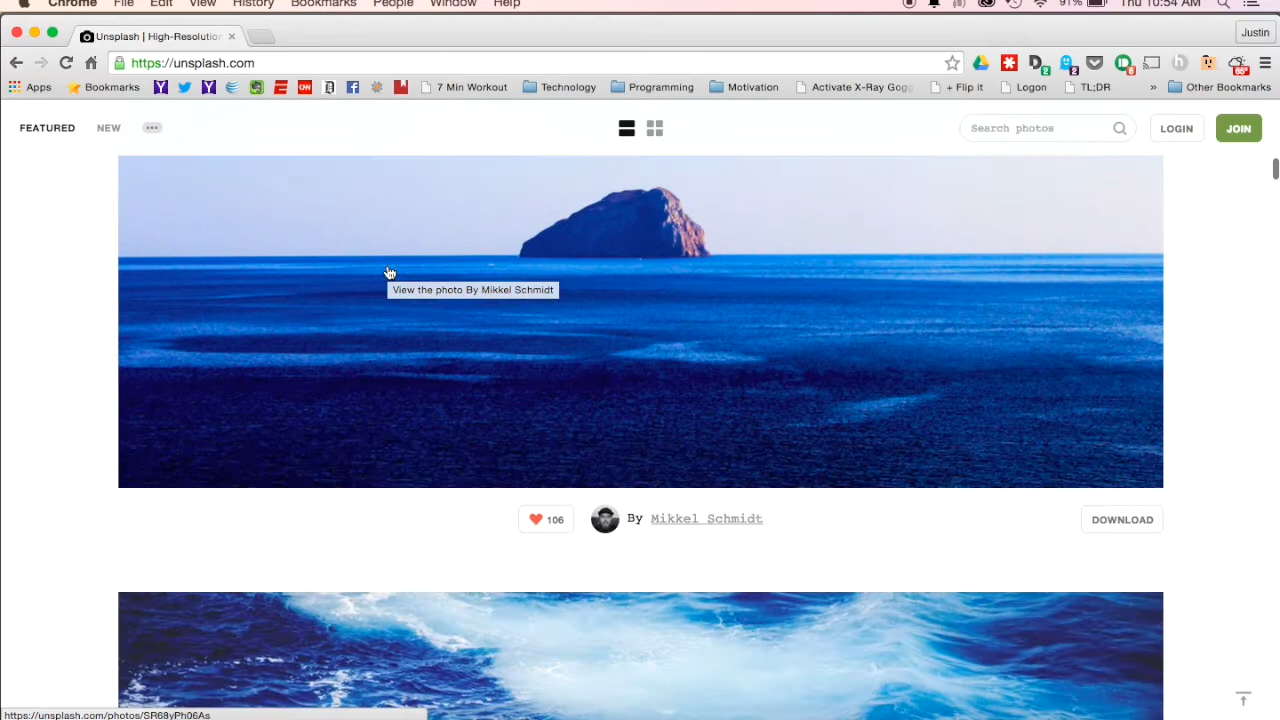 Chrome File Edit View History Bookmarks People Window Help 91% Thu 10:54 AM
Unsplash | High-Resolution Justin
https://unsplash.com
Apps Bookmarks 7 Min Workout Technology Programming Motivation Activate X-Ray Gogg + Flip it Logon TL;DR » Other Bookmarks
FEATURED NEW Search photos LOGIN JOIN
View the photo By Mikkel Schmidt
106 By Mikkel Schmidt DOWNLOAD
https://unsplash.com/photos/SR68yPh06As